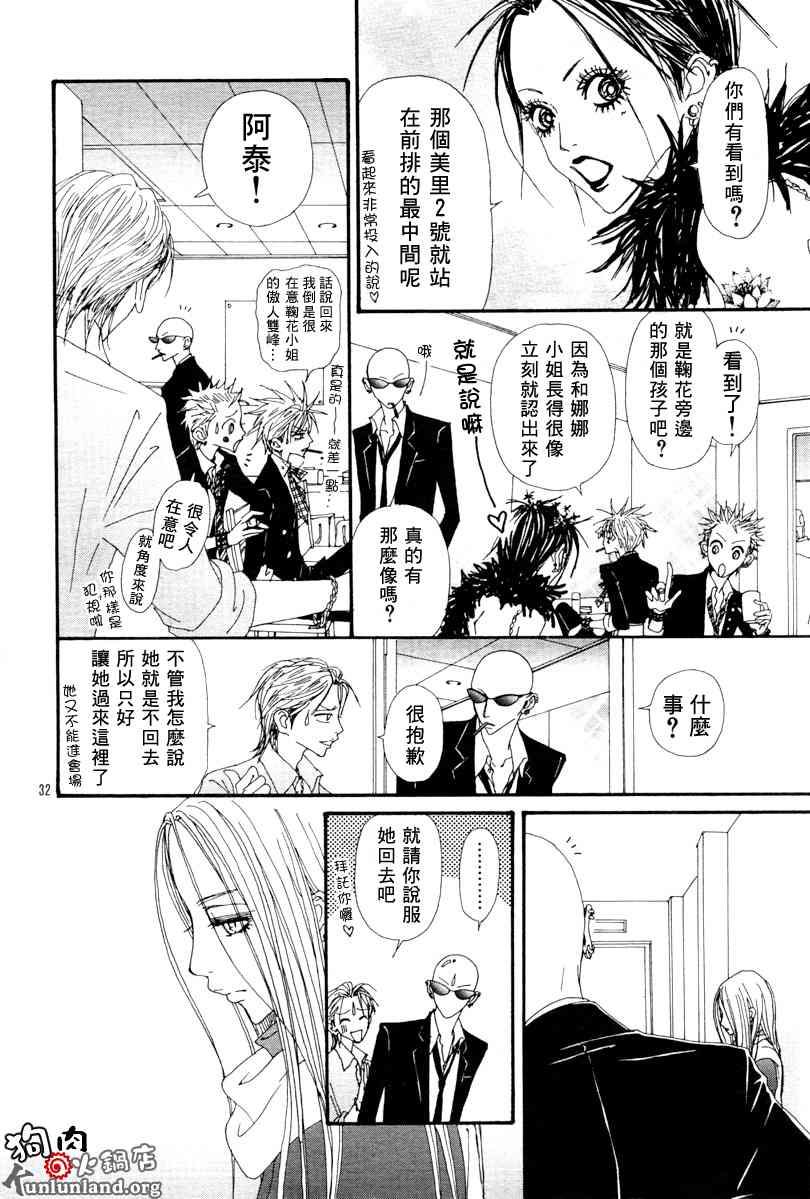 你們有看到嗎？
那個美里2號就站
在前排的最中間呢
看起來非常投入的說♡
看到了！
就是鞠花旁邊
的那個孩子吧？
因為和娜娜
小姐長得很像
立刻就認出來了
就是說嘛
♡
哦
真的有
那麼像嗎？
阿泰！
話說回來
我倒是很
在意鞠花小姐
的傲人雙峰…
真是的…就差一點…
很令人
在意吧
就角度來說
你那樣是
犯規啦
什麼
事？
很抱歉
不管我怎麼說
她就是不回去
所以只好
讓她過來這裡了
她又不能進會場
………
就請你說服
她回去吧
拜託你囉♡
32
狗肉
火鍋店
Kunlunland.org